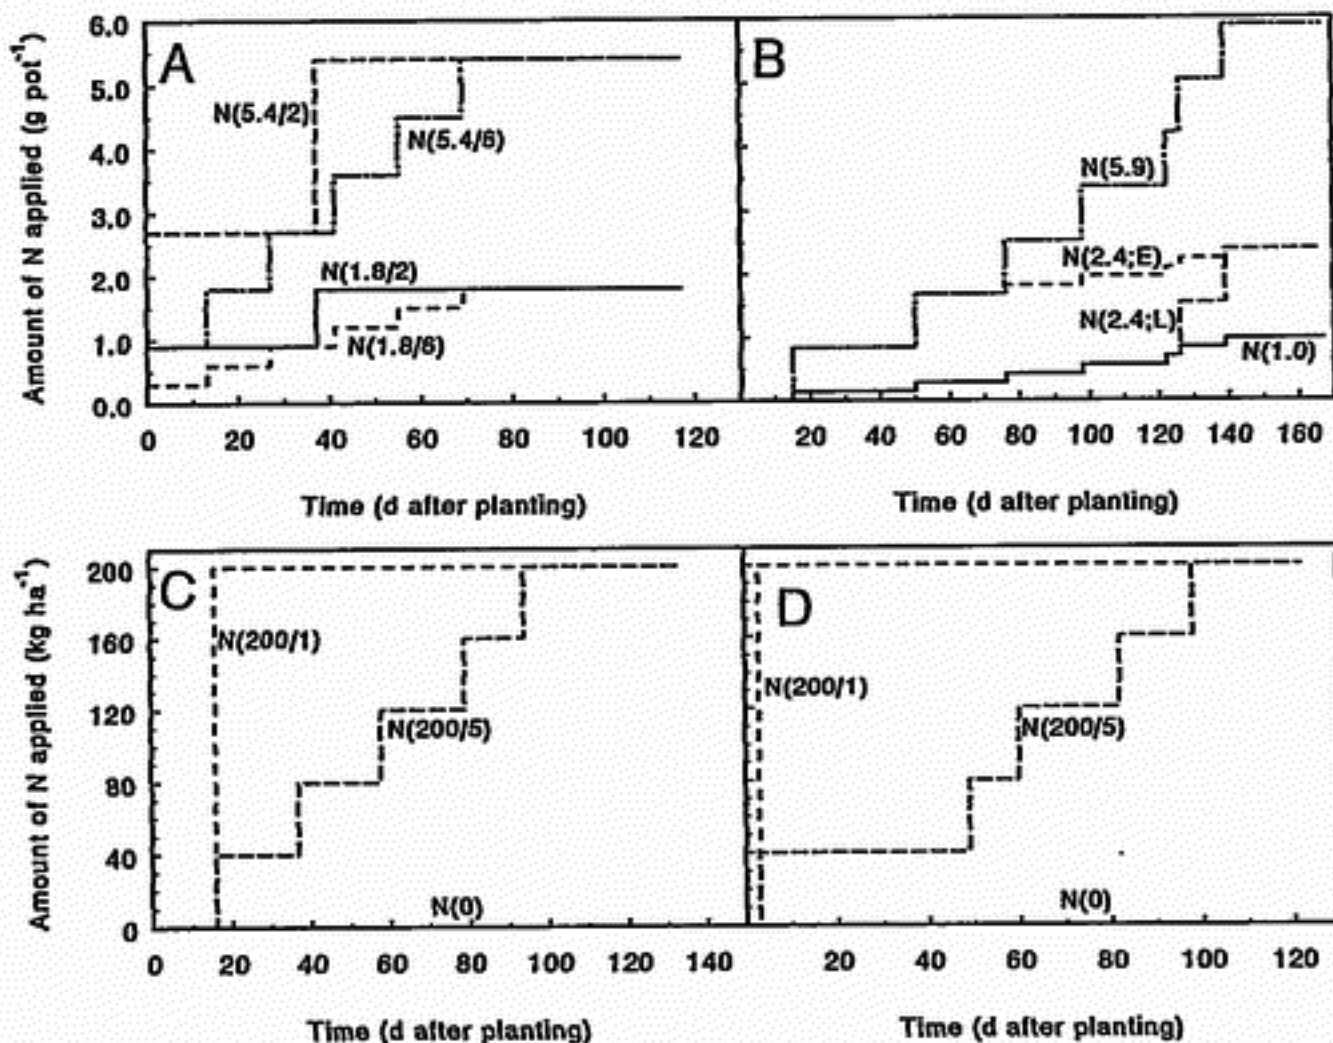 A
B
6.0
5.0
4.0
3.0
2.0
1.0
0.0
Amount of N applied (g pot⁻¹)
N(5.4/2)
N(5.4/6)
N(1.8/2)
N(1.8/6)
N(5.9)
N(2.4;E)
N(2.4;L)
N(1.0)
0 20 40 60 80 100 120
20 40 60 80 100 120 140 160
Time (d after planting)
Time (d after planting)
C
D
200
160
120
80
40
0
Amount of N applied (kg ha⁻¹)
N(200/1)
N(200/5)
N(0)
N(200/1)
N(200/5)
N(0)
0 20 40 60 80 100 120 140
20 40 60 80 100 120
Time (d after planting)
Time (d after planting)